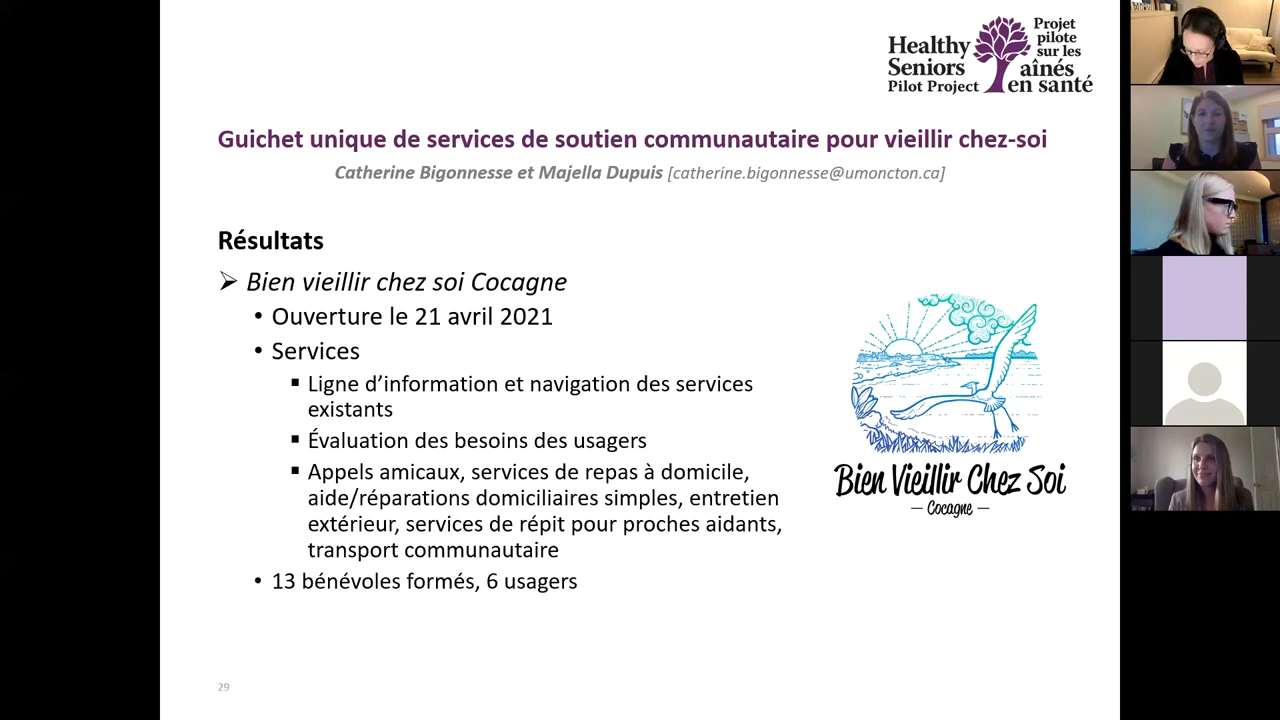 Healthy
Seniors
Pilot Project
Projet
pilote
sur les
aînés
en santé
Guichet unique de services de soutien communautaire pour vieillir chez-soi
Catherine Bigonnesse et Majella Dupuis [catherine.bigonnesse@umoncton.ca]
Résultats
➢ Bien vieillir chez soi Cocagne
• Ouverture le 21 avril 2021
• Services
▪ Ligne d’information et navigation des services
existants
▪ Évaluation des besoins des usagers
▪ Appels amicaux, services de repas à domicile,
aide/réparations domiciliaires simples, entretien
extérieur, services de répit pour proches aidants,
transport communautaire
• 13 bénévoles formés, 6 usagers
Bien Vieillir Chez Soi
— Cocagne —
29